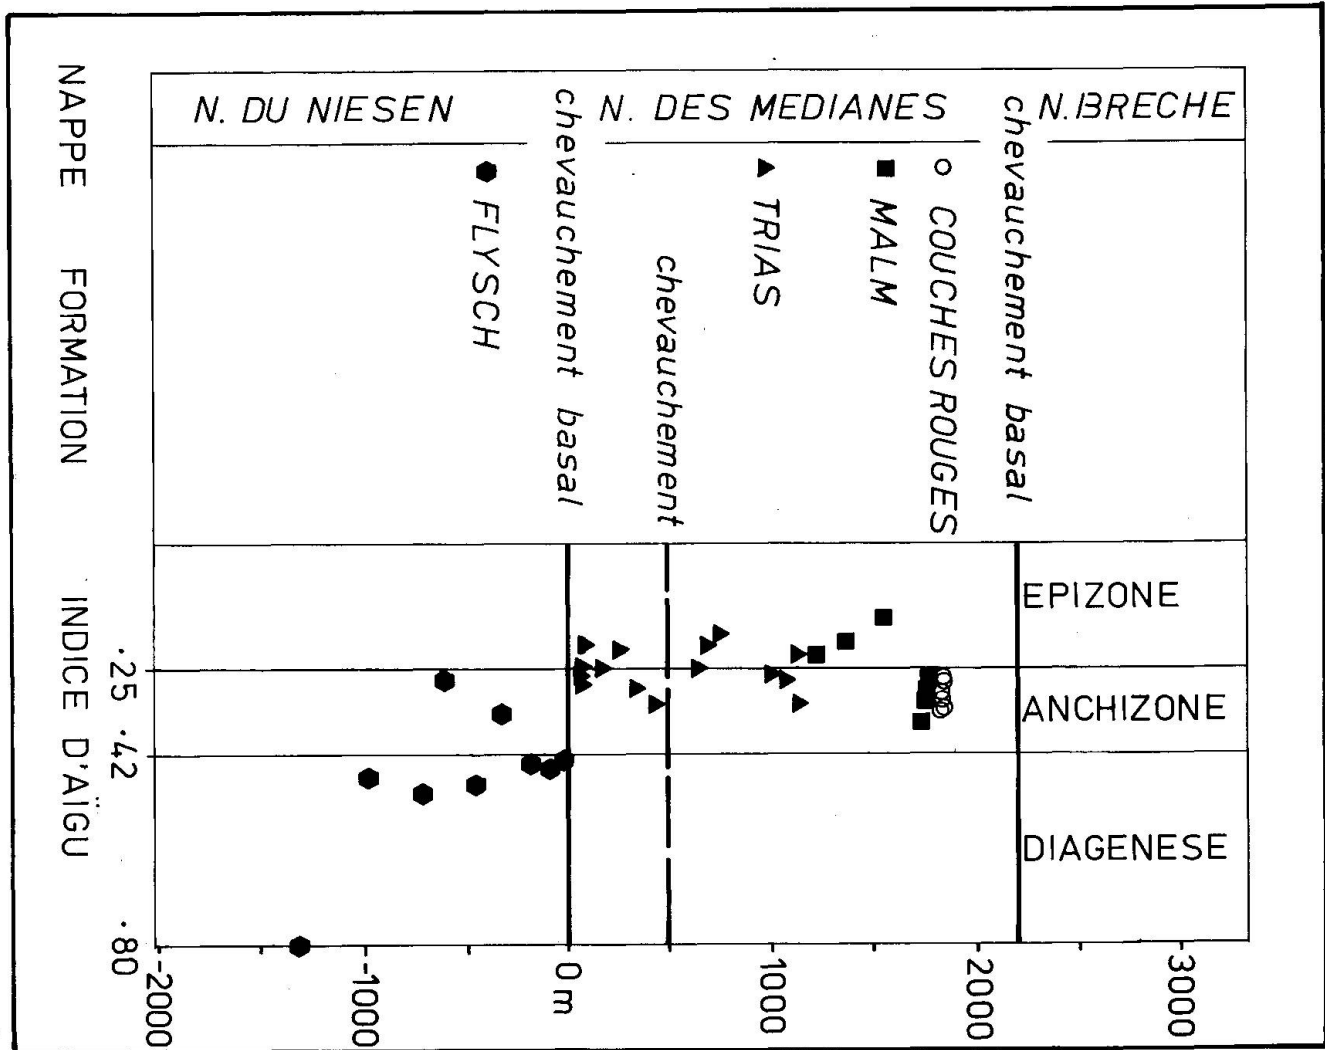 NAPPE
N. DU NIESEN
N. DES MEDIANES
N. BRECHE
FORMATION
FLYSCH
chevauchement basal
chevauchement
TRIAS
MALM
COUCHES ROUGES
chevauchement basal
INDICE D'AÏGU
.25
.42
.80
EPIZONE
ANCHIZONE
DIAGENESE
-2000
-1000
0 m
1000
2000
3000